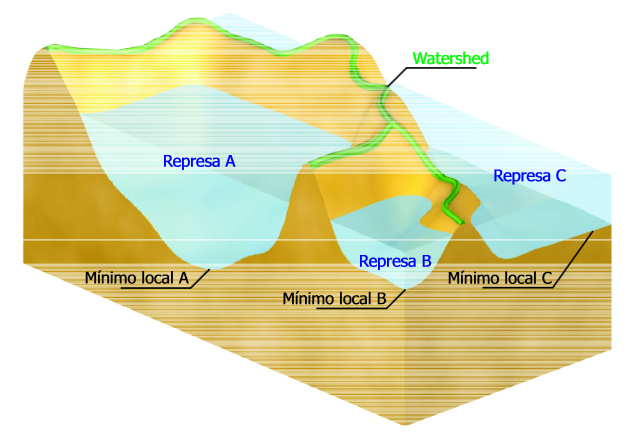 Watershed
Represa A
Represa C
Represa B
Mínimo local A
Mínimo local B
Mínimo local C